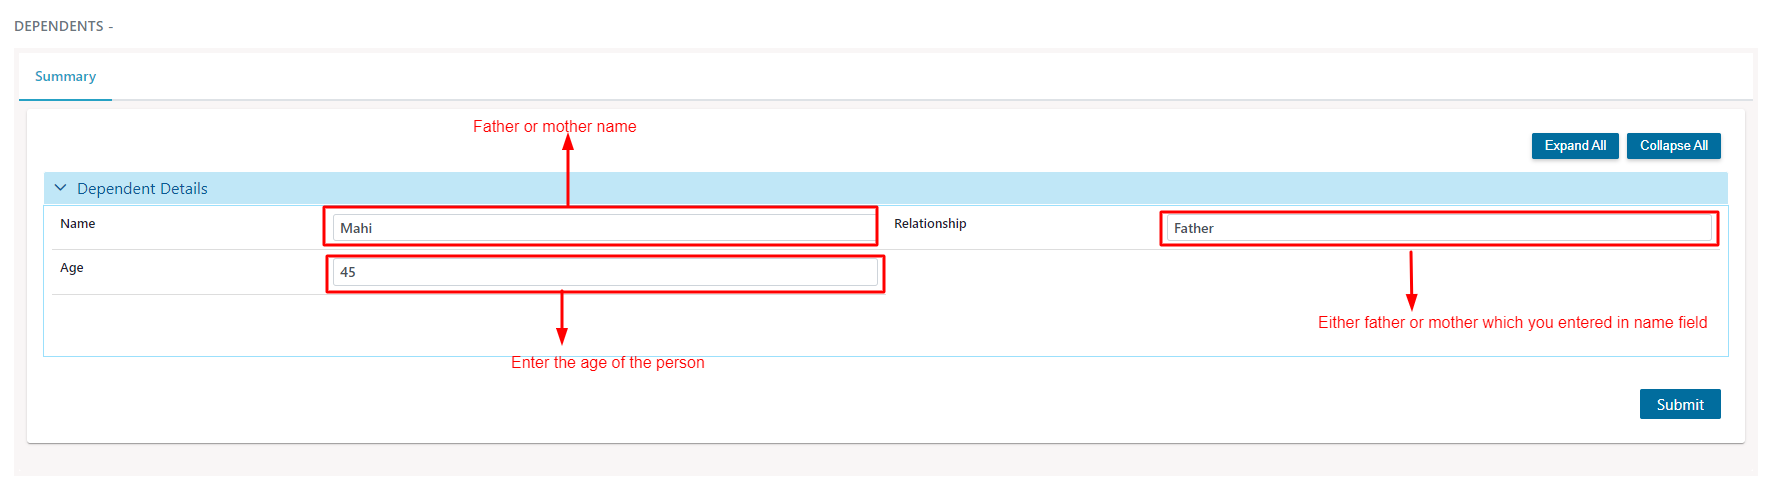 DEPENDENTS -
Summary
Father or mother name
Expand All
Collapse All
Dependent Details
Name
Mahi
Relationship
Father
Age
45
Either father or mother which you entered in name field
Enter the age of the person
Submit